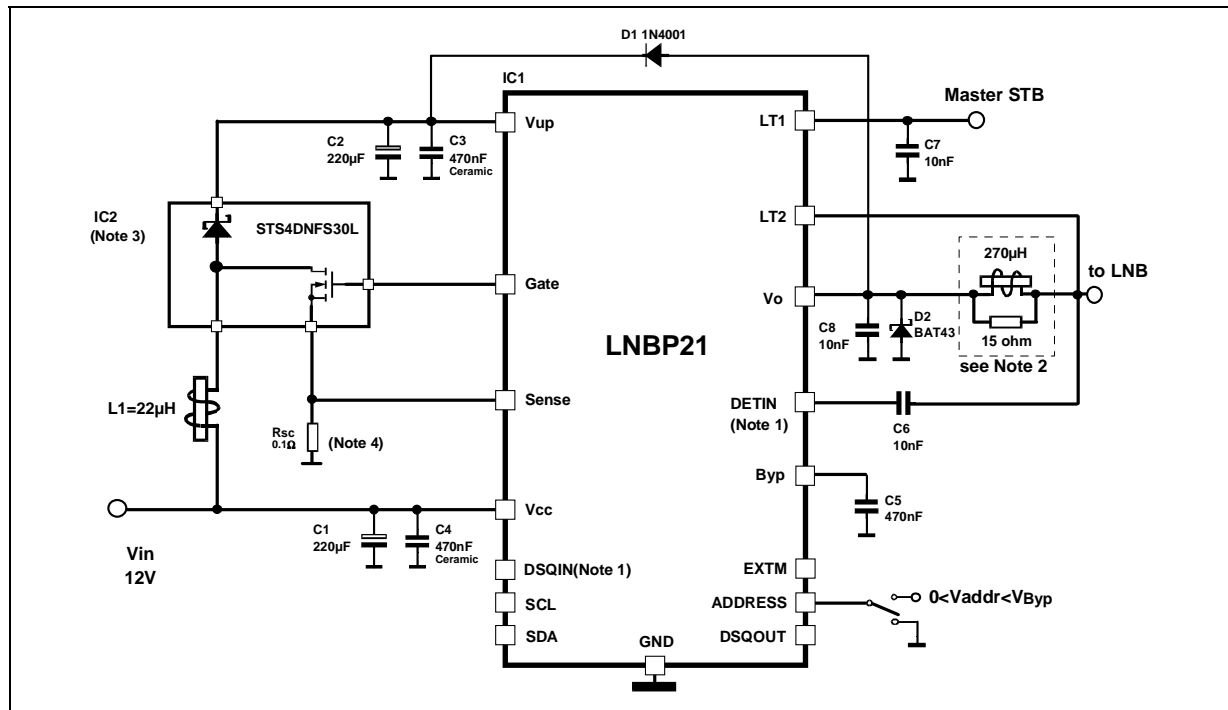 D1 1N4001
IC1
Master STB
Vup
LT1
C2
220µF
C3
470nF
Ceramic
C7
10nF
IC2
(Note 3)
STS4DNFS30L
LT2
270µH
to LNB
Gate
Vo
C8
10nF
D2
BAT43
15 ohm
see Note 2
LNBP21
L1=22µH
Sense
DETIN
(Note 1)
C6
10nF
Rsc
0.1Ω
(Note 4)
Byp
C5
470nF
Vcc
Vin
12V
C1
220µF
C4
470nF
Ceramic
DSQIN(Note 1)
EXTM
SCL
ADDRESS
0<Vaddr<VByp
SDA
GND
DSQOUT